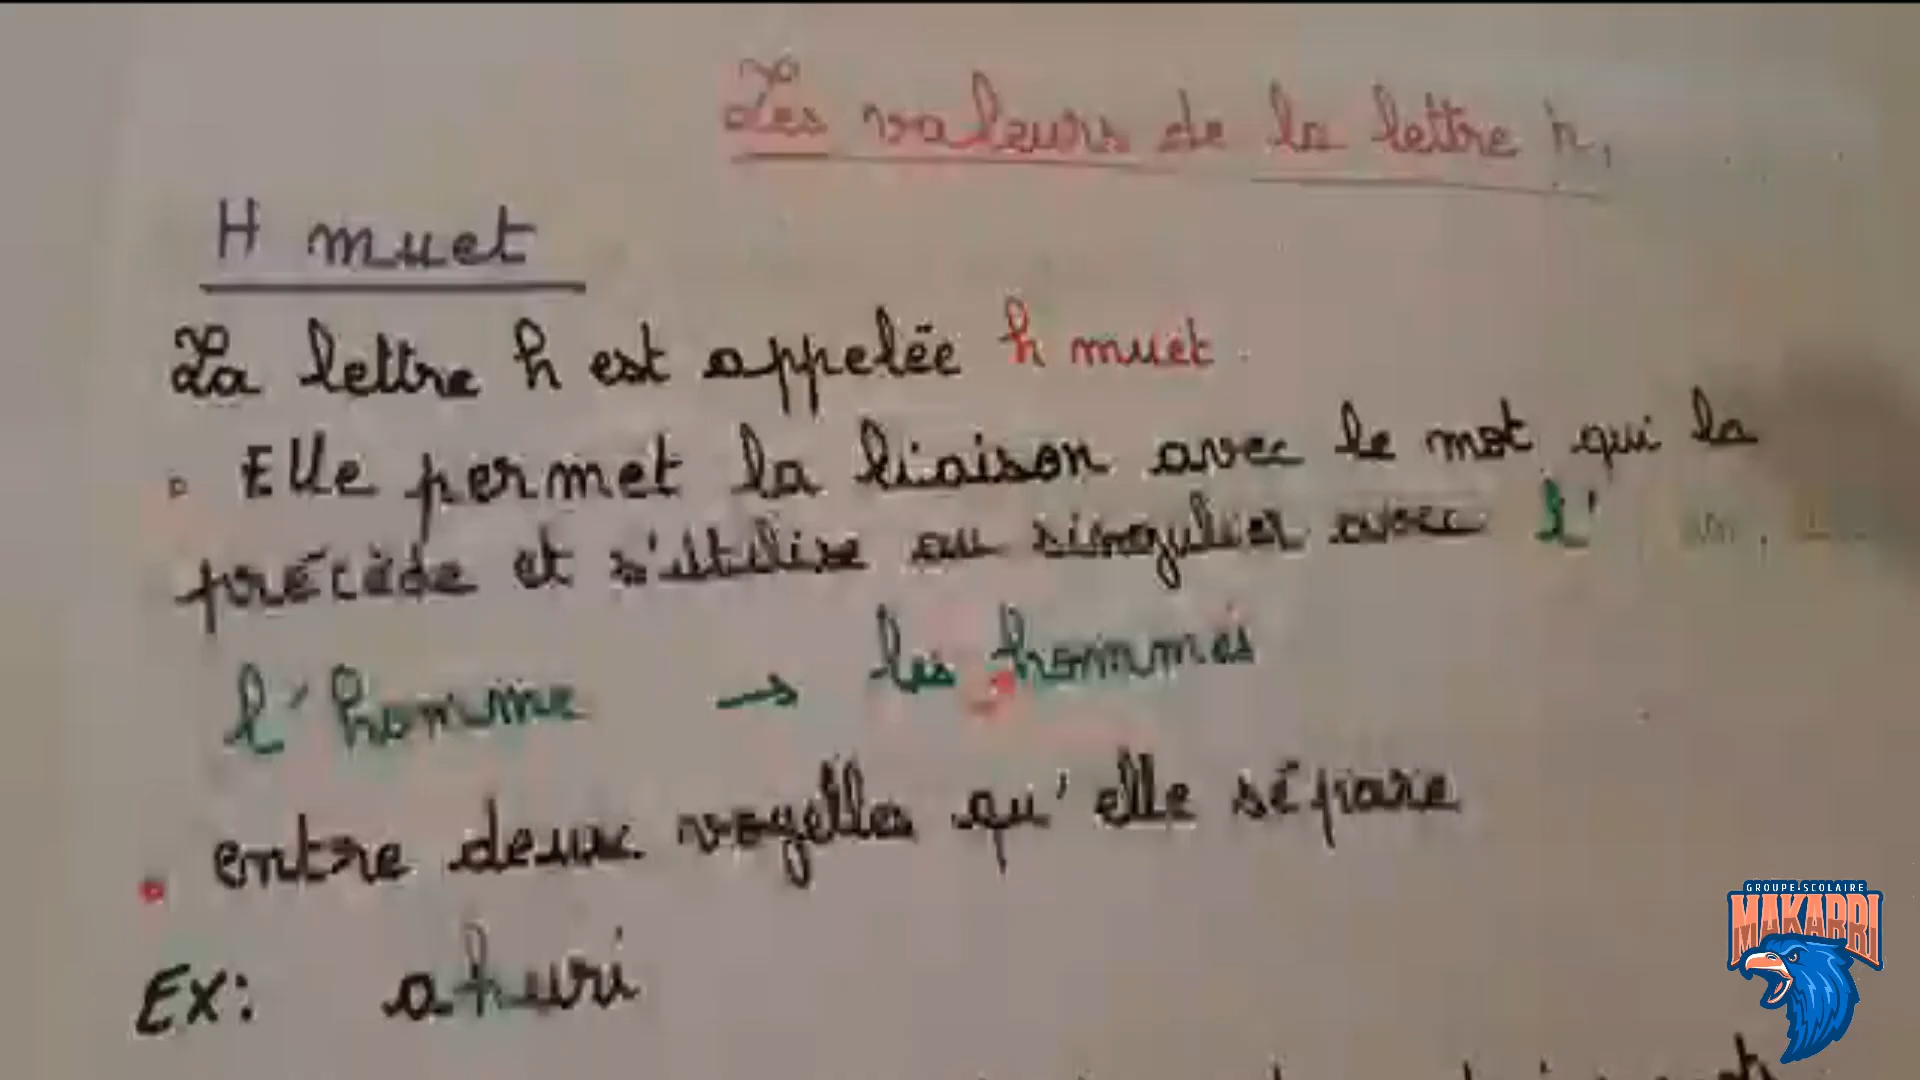 Les valeurs de la lettre h.
H muet
La lettre h est appelée h muet.
Elle permet la liaison avec le mot qui la
précède et s'utilise au singulier avec l'
l'homme → les hommes
entre deux voyelles qu'elle sépare
Ex: ahuri
GROUPE SCOLAIRE
MAKARRI